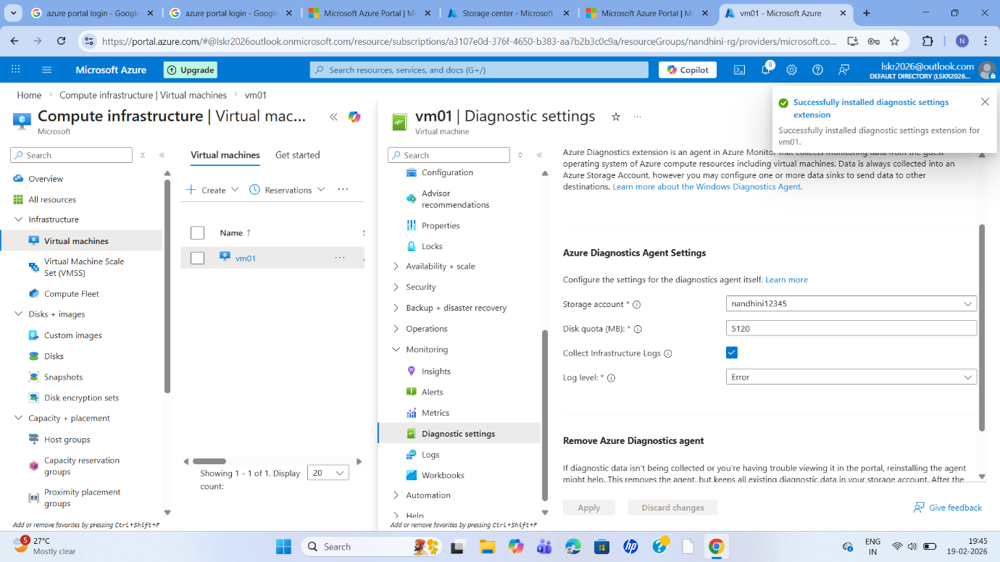 azure portal login - Google
azure portal login - Google
Microsoft Azure Portal | Mi
Storage center - Microsoft
Microsoft Azure Portal | Mi
vm01 - Microsoft Azure
https://portal.azure.com/#@lskr2026outlook.onmicrosoft.com/resource/subscriptions/a3107e0d-376f-4650-b383-aa7b2b3c0c9a/resourceGroups/nandhini-rg/providers/microsoft.co...
N
Microsoft Azure
Upgrade
Search resources, services, and docs (G+/)
Copilot
8
lskr2026@outlook.com
DEFAULT DIRECTORY (LSKR2026...
Home > Compute infrastructure | Virtual machines > vm01
Compute infrastructure | Virtual mac...
Microsoft
Search
Overview
All resources
Infrastructure
Virtual machines
Virtual Machine Scale
Set (VMSS)
Compute Fleet
Disks + images
Custom images
Disks
Snapshots
Disk encryption sets
Capacity + placement
Host groups
Capacity reservation
groups
Proximity placement
groups
Add or remove favorites by pressing Ctrl+Shift+F
Virtual machines
Get started
Create
Reservations
Name ↑
vm01
Showing 1 - 1 of 1. Display
count:
20
vm01 | Diagnostic settings
Virtual machine
Search
Configuration
Advisor
recommendations
Properties
Locks
Availability + scale
Security
Backup + disaster recovery
Operations
Monitoring
Insights
Alerts
Metrics
Diagnostic settings
Logs
Workbooks
Automation
Help
Add or remove favorites by pressing Ctrl+Shift+F
Successfully installed diagnostic settings
extension
Successfully installed diagnostic settings extension for
vm01.
Azure Diagnostics extension is an agent in Azure Monitor that collects monitoring data from the guest
operating system of Azure compute resources including virtual machines. Data is always collected into an
Azure Storage Account, however you may configure one or more data sinks to send data to other
destinations. Learn more about the Windows Diagnostics Agent.
Azure Diagnostics Agent Settings
Configure the settings for the diagnostics agent itself. Learn more
Storage account *
nandhini12345
Disk quota (MB): *
5120
Collect Infrastructure Logs
Log level: *
Error
Remove Azure Diagnostics agent
If diagnostic data isn't being collected or you're having trouble viewing it in the portal, reinstalling the agent
might help. This removes the agent, but keeps all existing diagnostic data in your storage account. After the
Apply
Discard changes
Give feedback
5
27°C
Mostly clear
Search
ENG
IN
19:45
19-02-2026